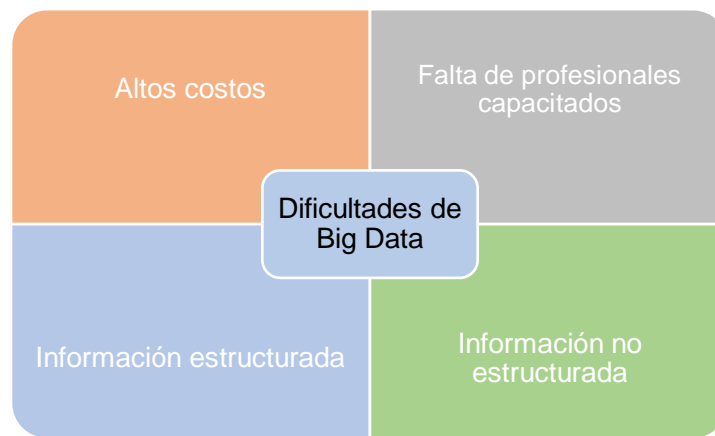 Altos costos
Falta de profesionales
capacitados
Dificultades de
Big Data
Información estructurada
Información no
estructurada